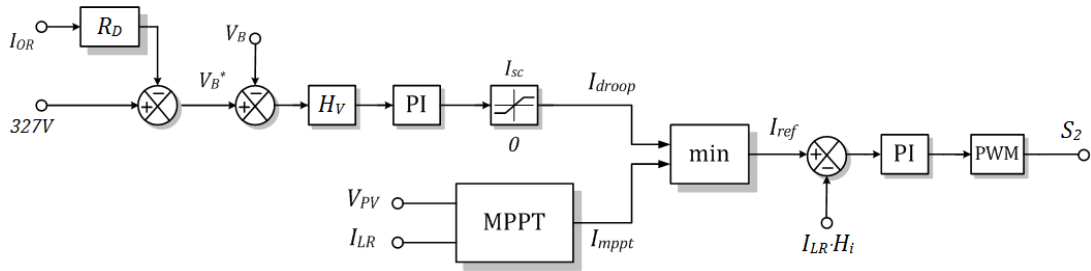 I_OR
R_D
327V
+
−
V_B*
V_B
+
−
H_V
PI
I_sc
0
I_droop
V_PV
I_LR
MPPT
I_mppt
min
I_ref
+
−
I_LR·H_i
PI
PWM
S_2